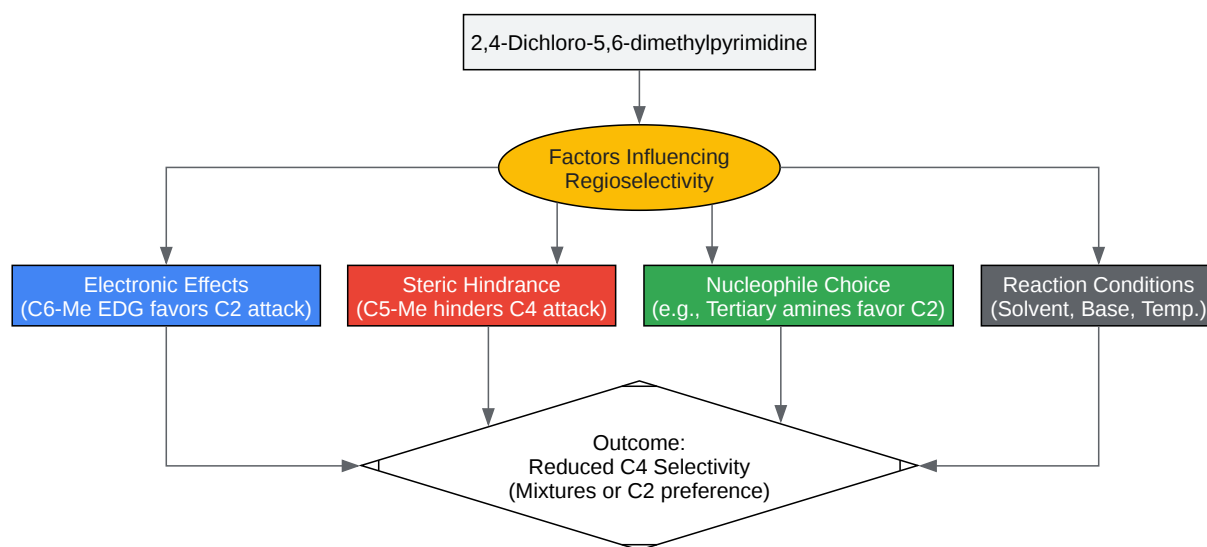 2,4-Dichloro-5,6-dimethylpyrimidine
Factors Influencing
Regioselectivity
Electronic Effects
(C6-Me EDG favors C2 attack)
Steric Hindrance
(C5-Me hinders C4 attack)
Nucleophile Choice
(e.g., Tertiary amines favor C2)
Reaction Conditions
(Solvent, Base, Temp.)
Outcome:
Reduced C4 Selectivity
(Mixtures or C2 preference)